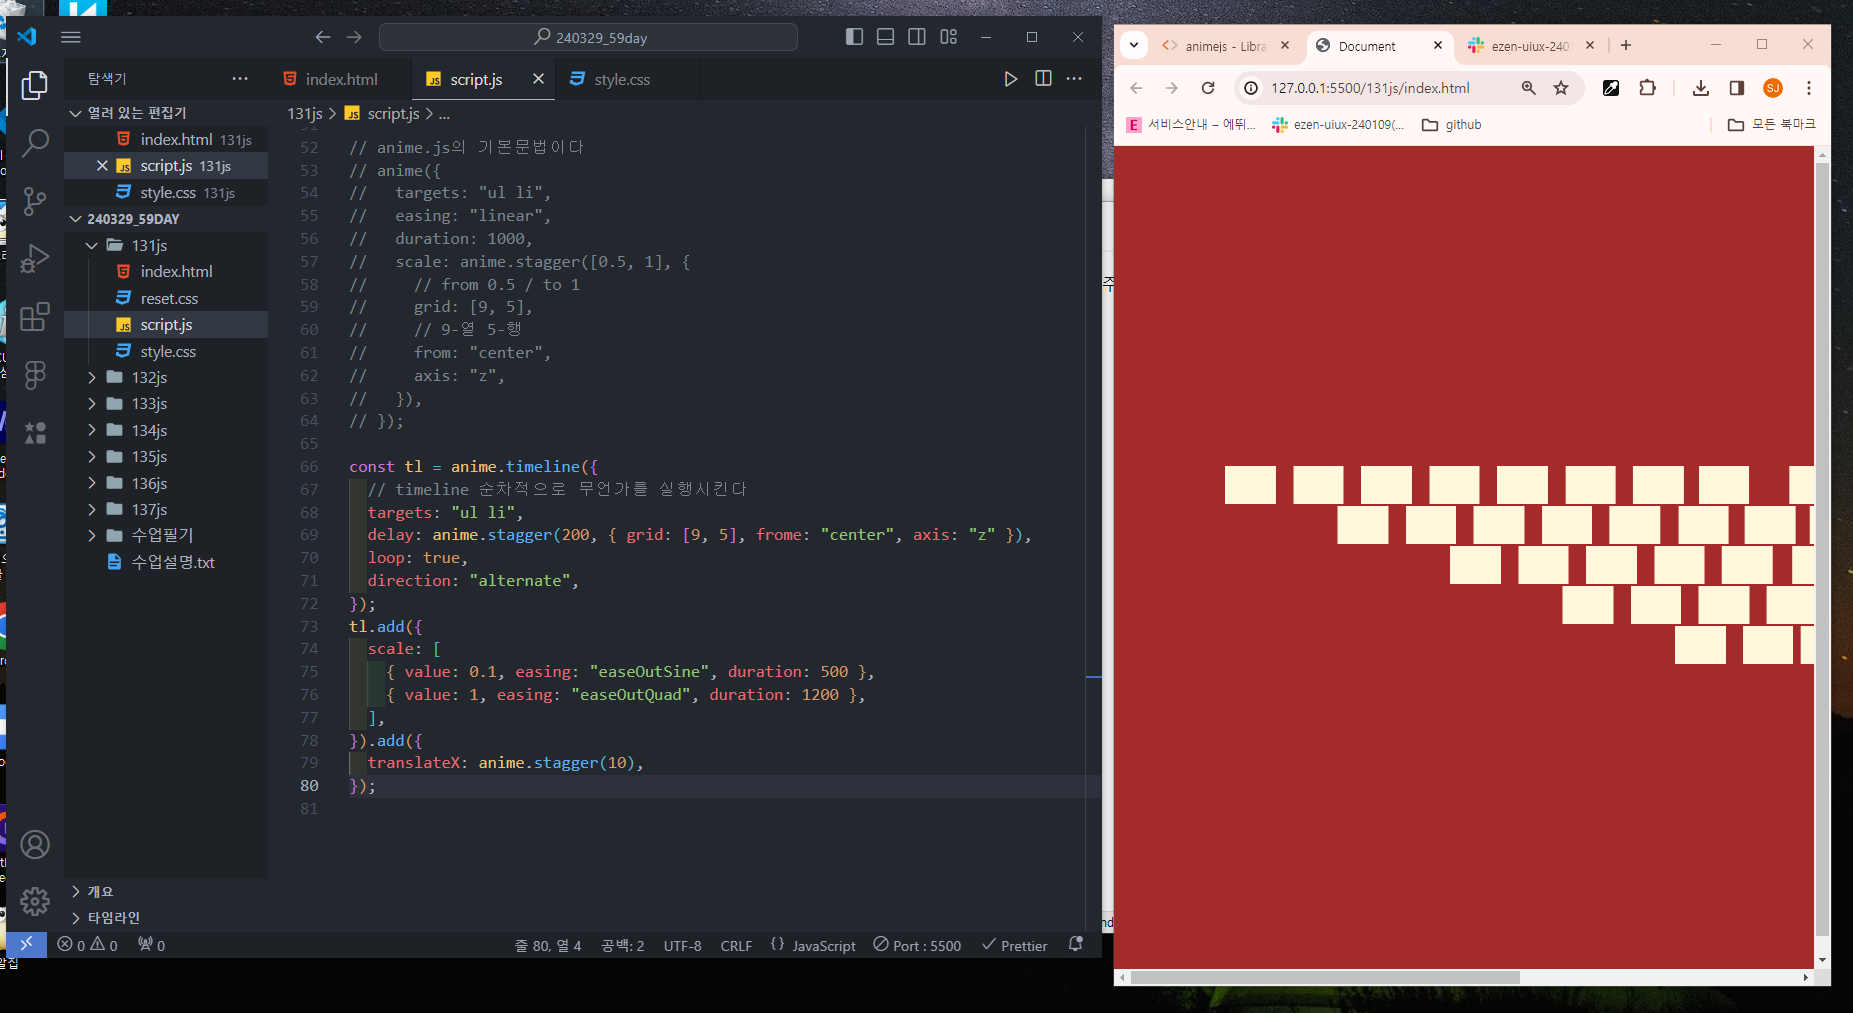 240329_59day
탐색기
index.html
script.js
style.css
열려 있는 편집기
index.html 131js
script.js 131js
style.css 131js
240329_59DAY
131js
index.html
reset.css
script.js
style.css
132js
133js
134js
135js
136js
137js
수업필기
수업설명.txt
개요
타임라인
131js > script.js > ...
52 // anime.js의 기본문법이다
53 // anime({
54 //   targets: "ul li",
55 //   easing: "linear",
56 //   duration: 1000,
57 //   scale: anime.stagger([0.5, 1], {
58 //     // from 0.5 / to 1
59 //     grid: [9, 5],
60 //     // 9-열 5-행
61 //     from: "center",
62 //     axis: "z",
63 //   }),
64 // });
65
66 const tl = anime.timeline({
67   // timeline 순차적으로 무언가를 실행시킨다
68   targets: "ul li",
69   delay: anime.stagger(200, { grid: [9, 5], frome: "center", axis: "z" }),
70   loop: true,
71   direction: "alternate",
72 });
73 tl.add({
74   scale: [
75     { value: 0.1, easing: "easeOutSine", duration: 500 },
76     { value: 1, easing: "easeOutQuad", duration: 1200 },
77   ],
78 }).add({
79   translateX: anime.stagger(10),
80 });
81
0 0 0
줄 80, 열 4 공백: 2 UTF-8 CRLF {} JavaScript Port : 5500 Prettier
animejs - Libra
Document
ezen-uiux-240
127.0.0.1:5500/131js/index.html
SJ
E 서비스안내 – 에뛰...
ezen-uiux-240109(...
github
모든 북마크